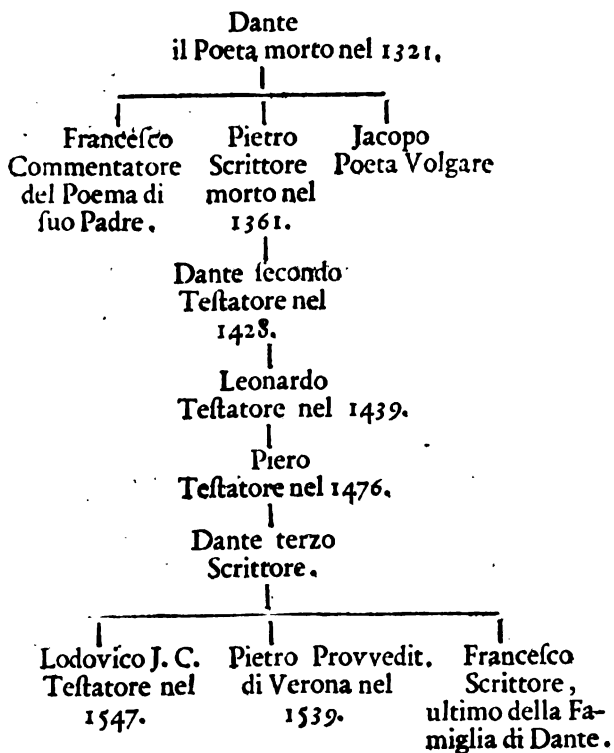 Dante
il Poeta morto nel 1321.
Franceſco
Commentatore
del Poema di
ſuo Padre.
Pietro
Scrittore
morto nel
1361.
Jacopo
Poeta Volgare
Dante ſecondo
Teſtatore nel
1428.
Leonardo
Teſtatore nel 1439.
Piero
Teſtatore nel 1476.
Dante terzo
Scrittore.
Lodovico J. C.
Teſtatore nel
1547.
Pietro Provvedit.
di Verona nel
1539.
Franceſco
Scrittore,
ultimo della Fa-
miglia di Dante.